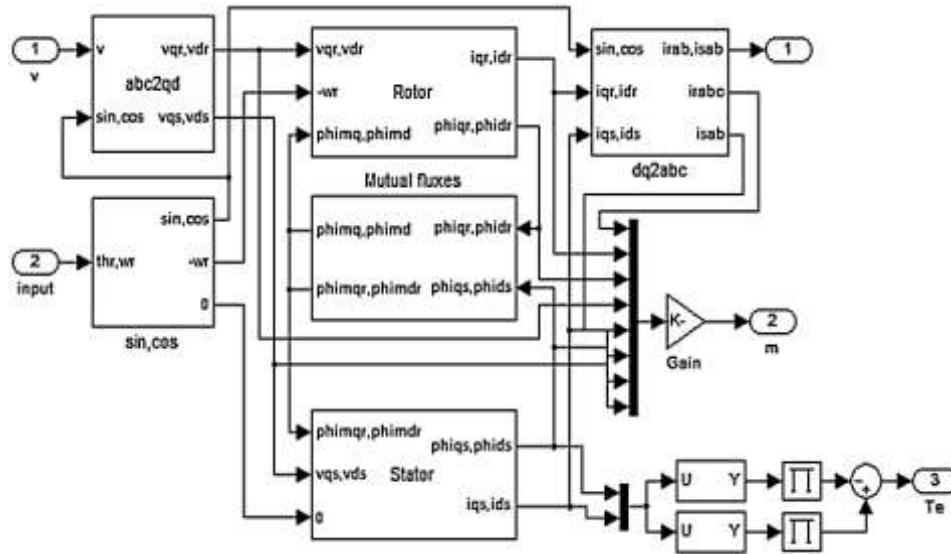 1
v
v
vqr,vdr
abc2qd
sin,cos
vqs,vds
vqr,vdr
iqr,idr
-wr
Rotor
phimq,phimd
phiqr,phidr
sin,cos
irab,isab
iqr,idr
irabc
iqs,ids
isab
dq2abc
1
Mutual fluxes
phimq,phimd
phiqr,phidr
phimqr,phimdr
phiqs,phids
2
input
sin,cos
thr,wr
-wr
0
sin,cos
K-
Gain
2
m
phimqr,phimdr
phiqs,phids
vqs,vds
Stator
iqs,ids
0
U
Y
U
Y
-
+
3
Te